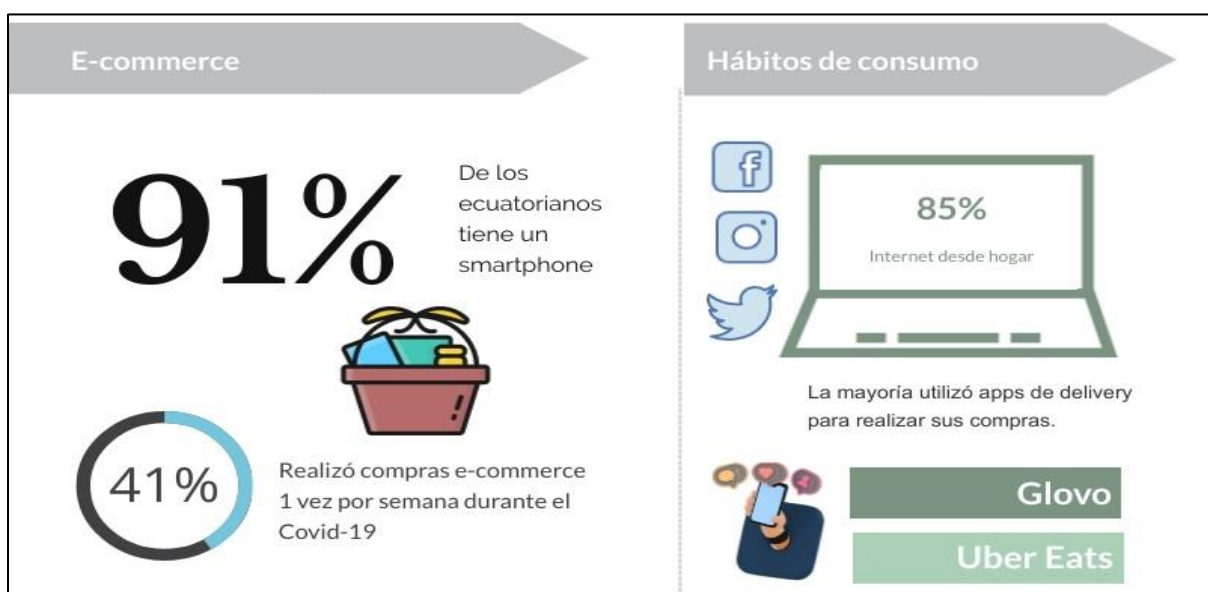 E-commerce
91%
De los
ecuatorianos
tiene un
smartphone
41%
Realizó compras e-commerce
1 vez por semana durante el
Covid-19
Hábitos de consumo
85%
Internet desde hogar
La mayoría utilizó apps de delivery
para realizar sus compras.
Glovo
Uber Eats